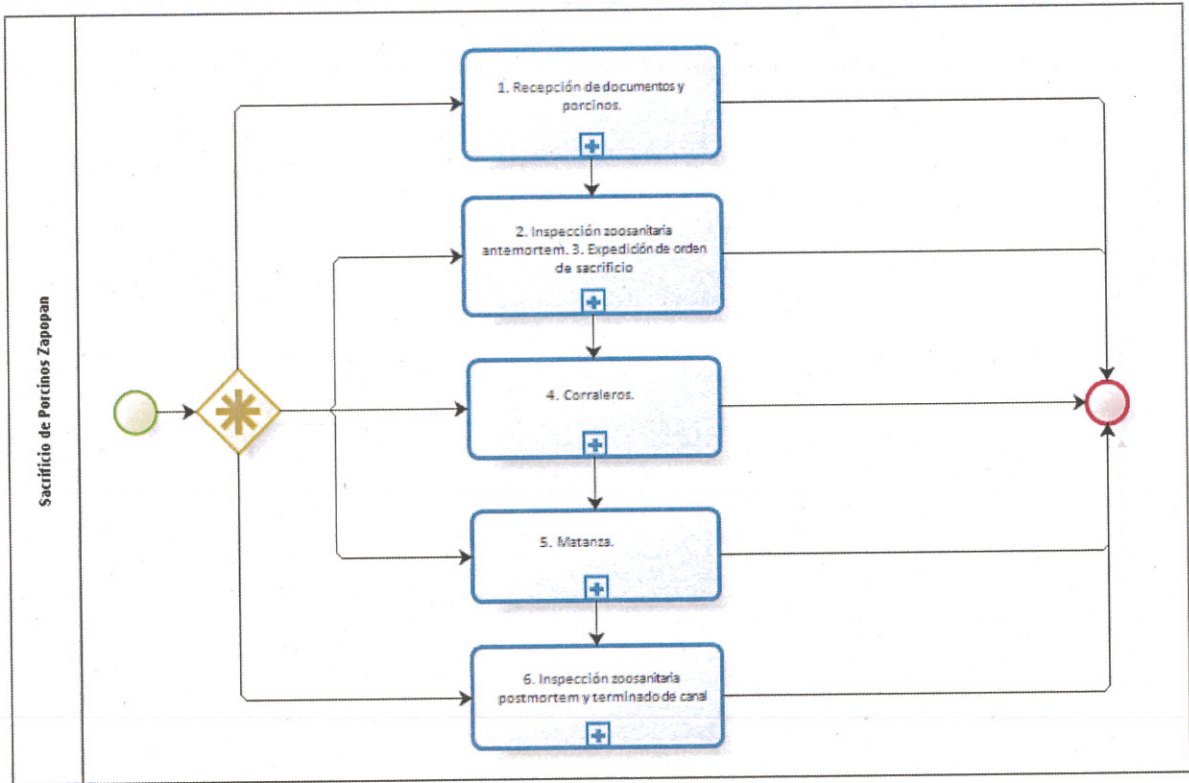 Sacrificio de Porcinos Zapopan
1. Recepción de documentos y
porcinos.
2. Inspección zoosanitaria
antemortem. 3. Expedición de orden
de sacrificio
4. Corraleros.
5. Matanza.
6. Inspección zoosanitaria
postmortem y terminado de canal